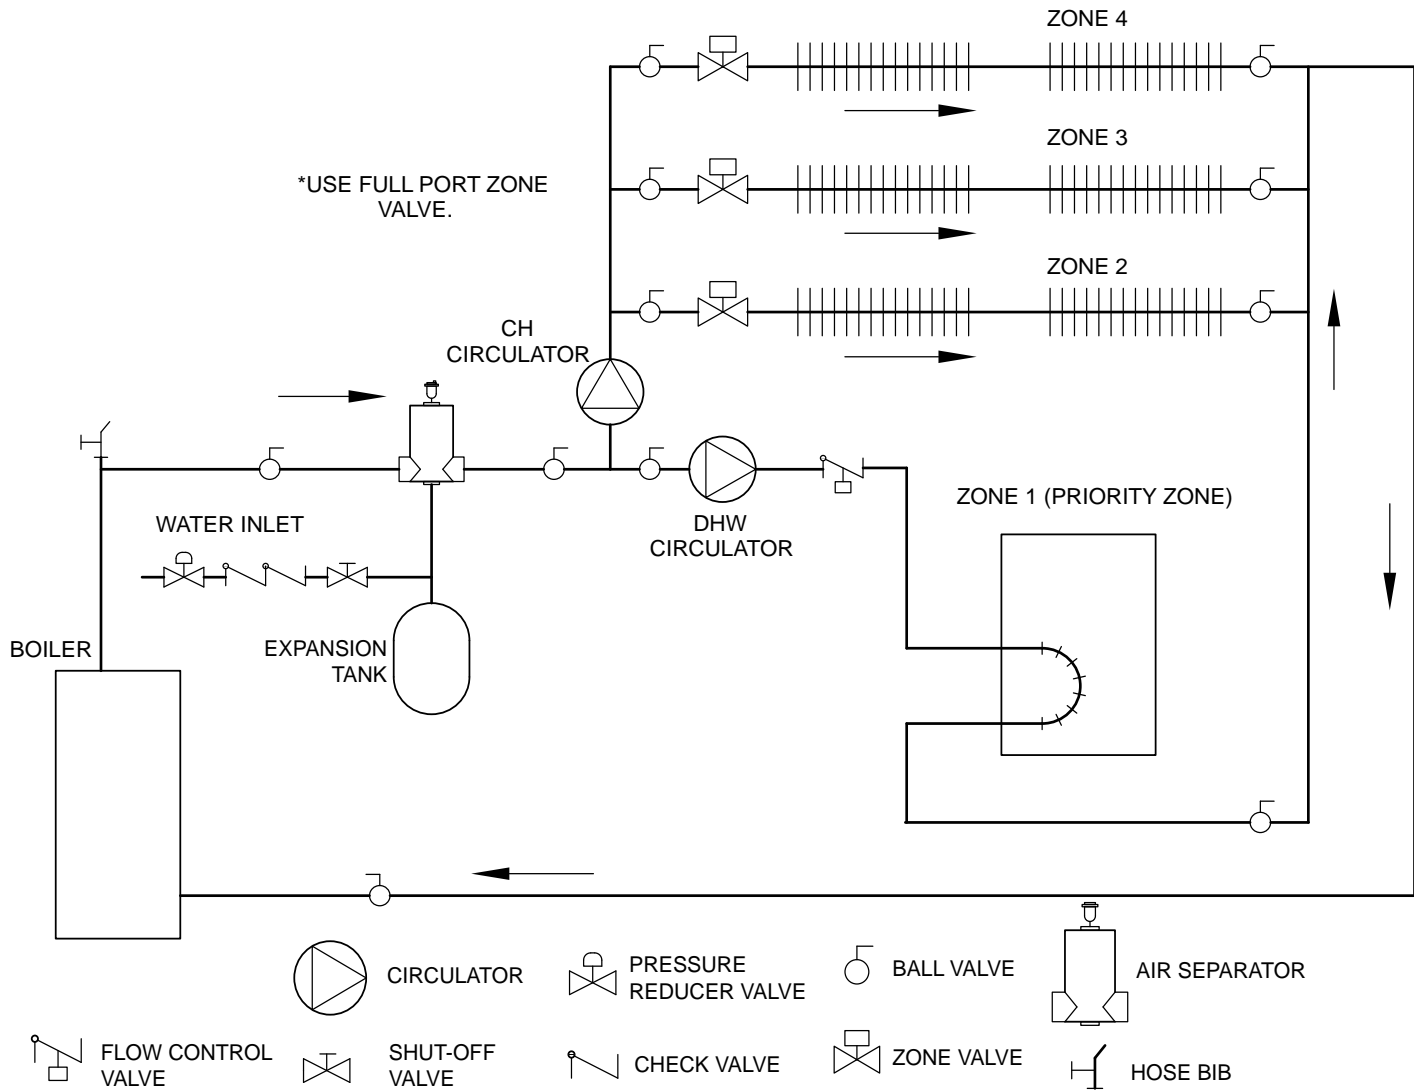 ZONE 4
ZONE 3
*USE FULL PORT ZONE
VALVE.
ZONE 2
CH
CIRCULATOR
ZONE 1 (PRIORITY ZONE)
WATER INLET
DHW
CIRCULATOR
BOILER
EXPANSION
TANK
CIRCULATOR
PRESSURE
REDUCER VALVE
BALL VALVE
AIR SEPARATOR
FLOW CONTROL
VALVE
SHUT-OFF
VALVE
CHECK VALVE
ZONE VALVE
HOSE BIB